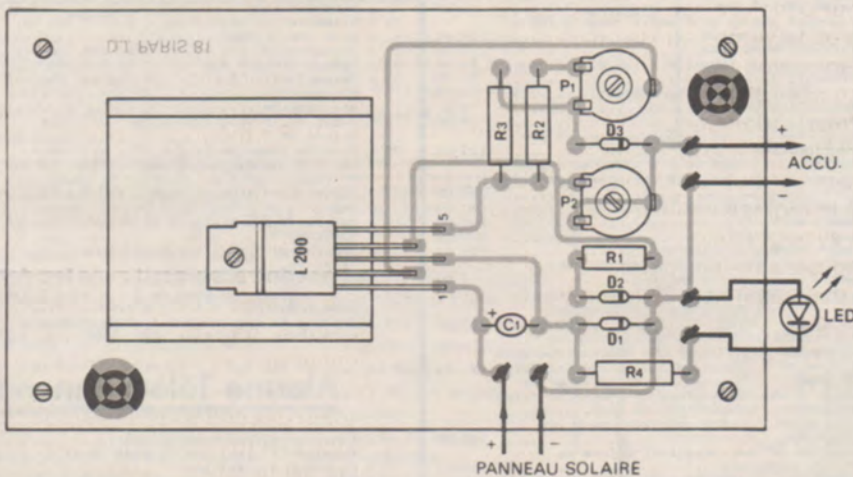 D.T PARIS 81
P1
R3
R2
D3
+
ACCU.
–
P2
5
L 200
R1
D2
1
+
C1
D1
LED
R4
+
–
PANNEAU SOLAIRE